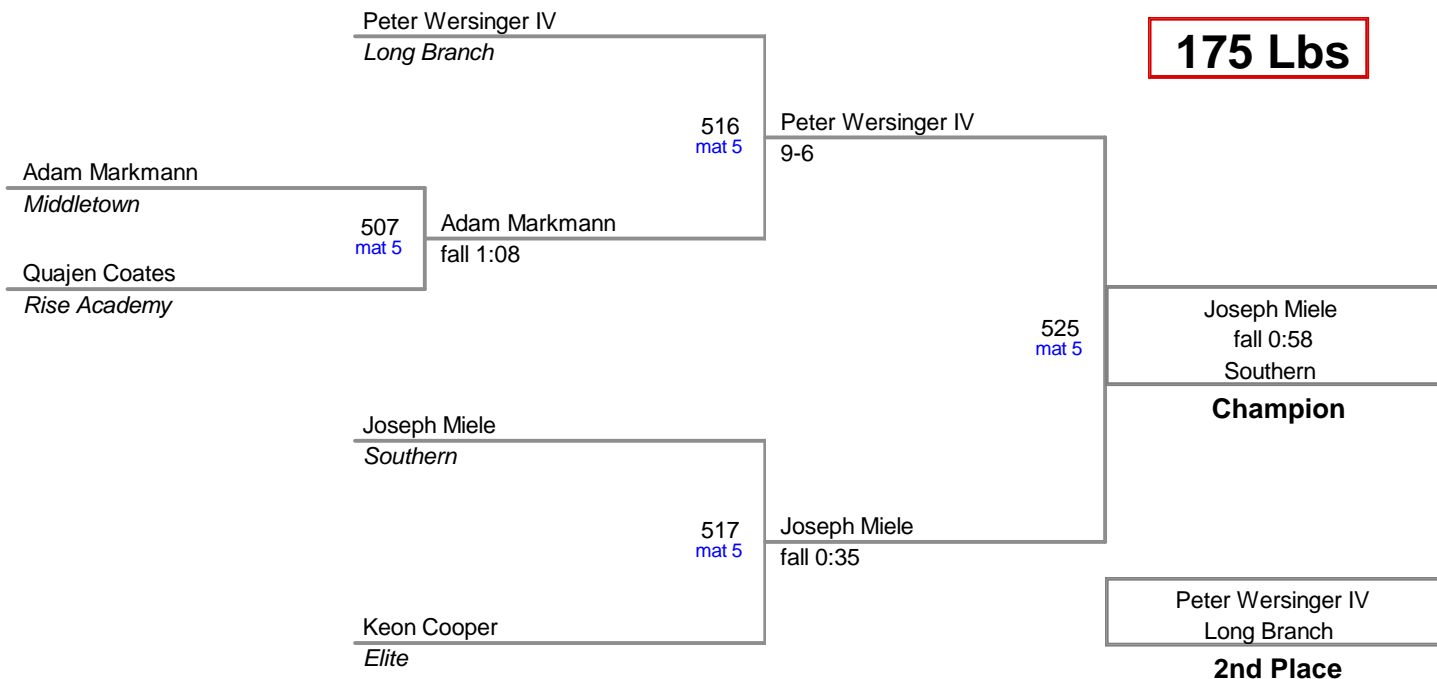 Peter Wersinger IV
Long Branch
175 Lbs
516
mat 5
Peter Wersinger IV
9-6
Adam Markmann
Middletown
507
mat 5
Adam Markmann
fall 1:08
Quajen Coates
Rise Academy
525
mat 5
Joseph Miele
fall 0:58
Southern
Champion
Joseph Miele
Southern
517
mat 5
Joseph Miele
fall 0:35
Keon Cooper
Elite
Peter Wersinger IV
Long Branch
2nd Place